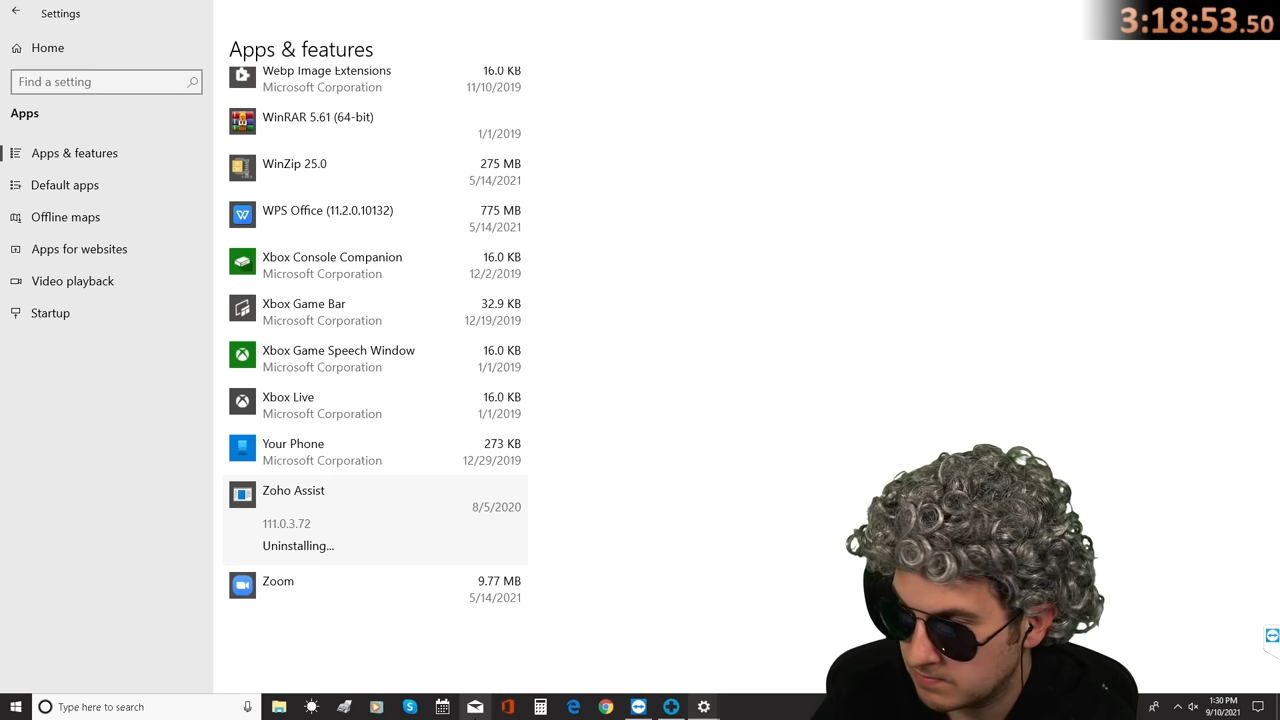 Settings
3:18:53.50
Home
Find a setting
Apps
Apps & features
Default apps
Offline maps
Apps for websites
Video playback
Startup
Apps & features
Webp Image Extensions 16.0 KB
Microsoft Corporation 11/10/2019
WinRAR 5.61 (64-bit)
1/1/2019
WinZip 25.0 275 MB
5/14/2021
WPS Office (11.2.0.10132) 775 MB
5/14/2021
Xbox Console Companion 16.0 KB
Microsoft Corporation 12/2/2019
Xbox Game Bar 32.9 KB
Microsoft Corporation 12/19/2019
Xbox Game Speech Window 16.0 KB
Microsoft Corporation 1/1/2019
Xbox Live 16.0 KB
Microsoft Corporation 1/1/2019
Your Phone 273 KB
Microsoft Corporation 12/29/2019
Zoho Assist
8/5/2020
111.0.3.72
Uninstalling...
Zoom 9.77 MB
5/14/2021
Type here to search
1:30 PM
9/10/2021